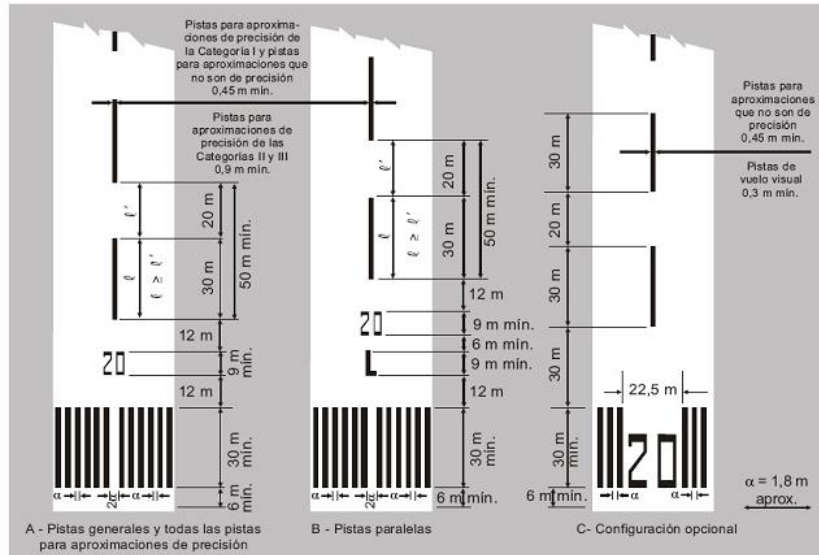 Pistas para aproxima-
ciones de precisión de
la Categoría I y pistas
para aproximaciones que
no son de precisión
0,45 m mín.
Pistas para
aproximaciones de
precisión de las
Categorías II y III
0,9 m mín.
ℓ'
ℓ
ℓ ≥ ℓ'
20 m
30 m
50 m mín.
12 m
9 m mín.
12 m
30 m mín.
6 m mín.
20
α
2α
α
A - Pistas generales y todas las pistas
para aproximaciones de precisión
ℓ'
ℓ
ℓ ≥ ℓ'
20 m
30 m
50 m mín.
12 m
9 m mín.
6 m mín.
9 m mín.
12 m
30 m mín.
6 m mín.
20
L
α
2α
α
B - Pistas paralelas
Pistas para
aproximaciones
que no son de
precisión
0,45 m mín.
Pistas de
vuelo visual
0,3 m mín.
30 m
20 m
30 m
30 m
22,5 m
30 m mín.
6 m mín.
20
α
α
α = 1,8 m
aprox.
C- Configuración opcional